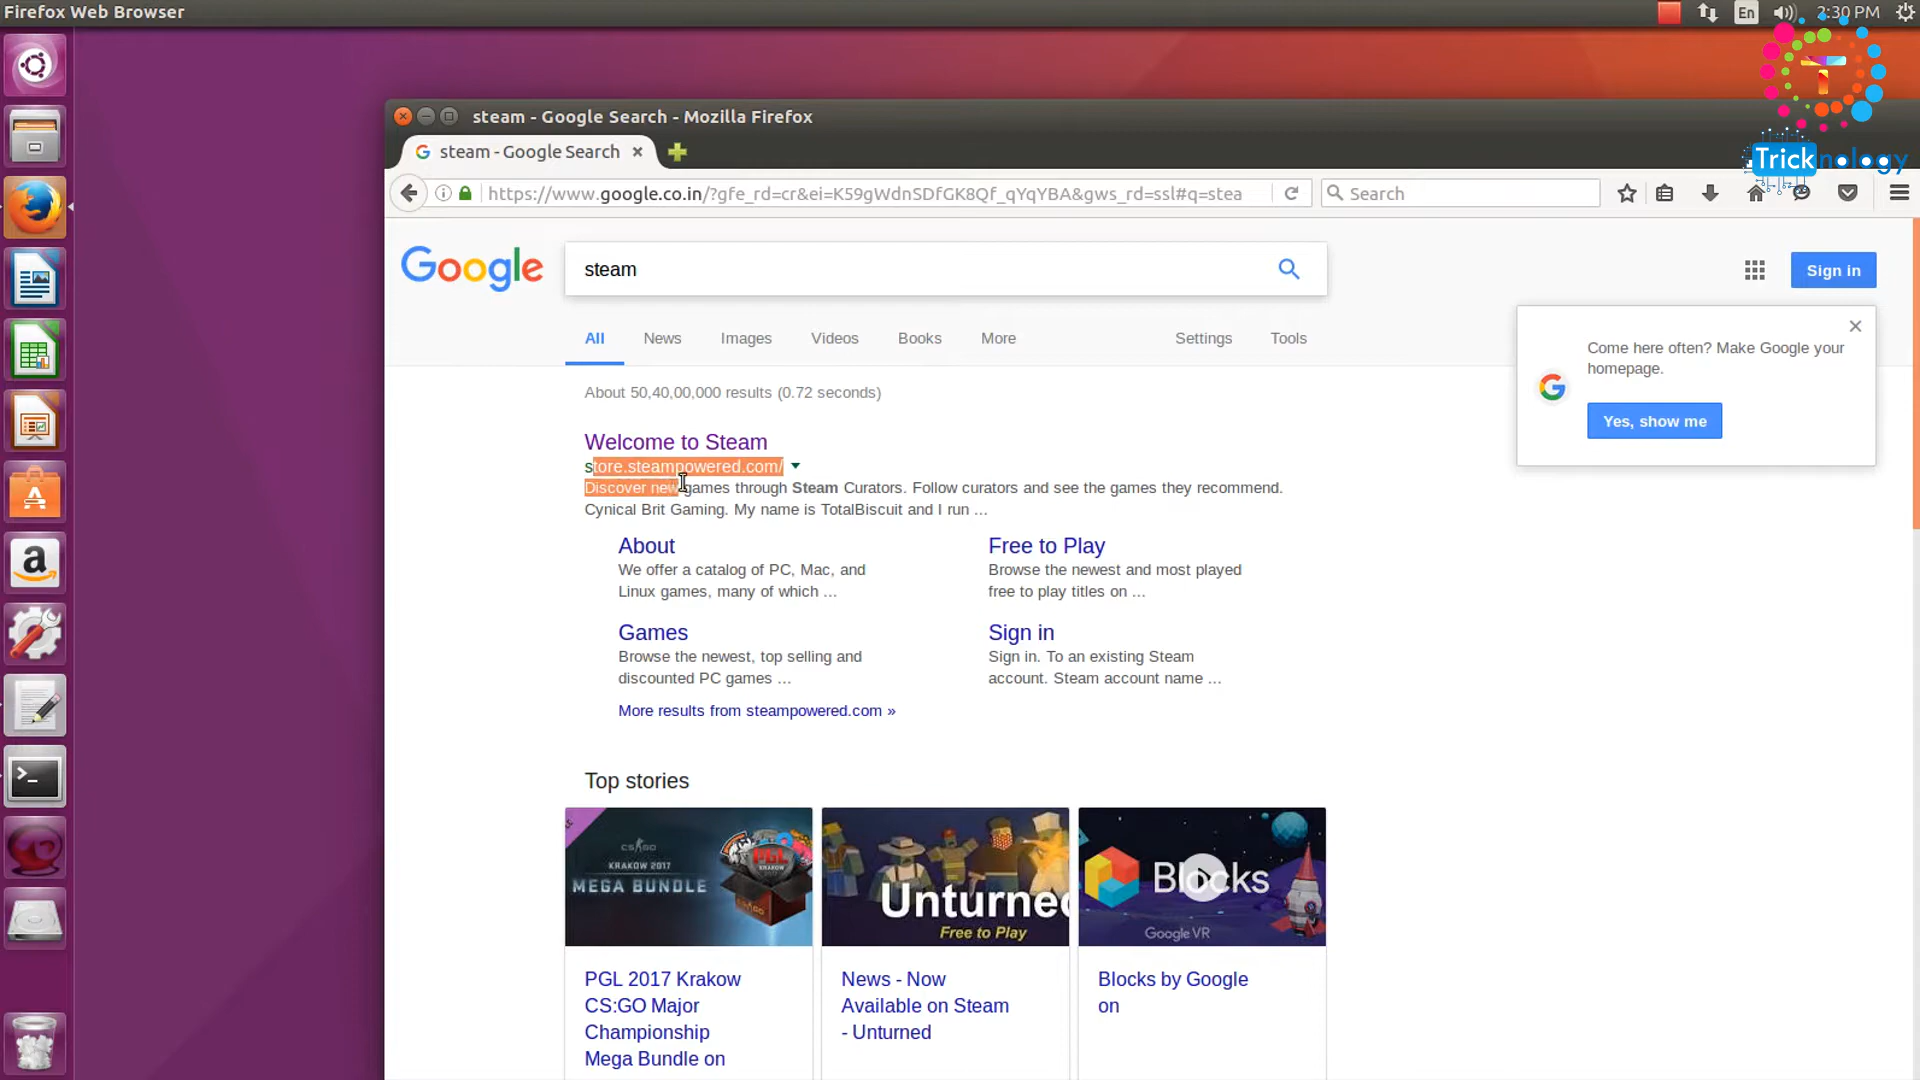 Firefox Web Browser
En
2:30 PM
T
Tricknology
steam - Google Search - Mozilla Firefox
steam - Google Search
https://www.google.co.in/?gfe_rd=cr&ei=K59gWdnSDfGK8Qf_qYqYBA&gws_rd=ssl#q=stea
Search
Google
steam
Sign in
All
News
Images
Videos
Books
More
Settings
Tools
Come here often? Make Google your
homepage.
Yes, show me
About 50,40,00,000 results (0.72 seconds)
Welcome to Steam
store.steampowered.com/
Discover new games through Steam Curators. Follow curators and see the games they recommend.
Cynical Brit Gaming. My name is TotalBiscuit and I run ...
About
We offer a catalog of PC, Mac, and
Linux games, many of which ...
Free to Play
Browse the newest and most played
free to play titles on ...
Games
Browse the newest, top selling and
discounted PC games ...
Sign in
Sign in. To an existing Steam
account. Steam account name ...
More results from steampowered.com »
Top stories
CS:GO
KRAKOW 2017
MEGA BUNDLE
PGL
Unturned
Free to Play
Blocks
Google VR
PGL 2017 Krakow
CS:GO Major
Championship
Mega Bundle on
News - Now
Available on Steam
- Unturned
Blocks by Google
on